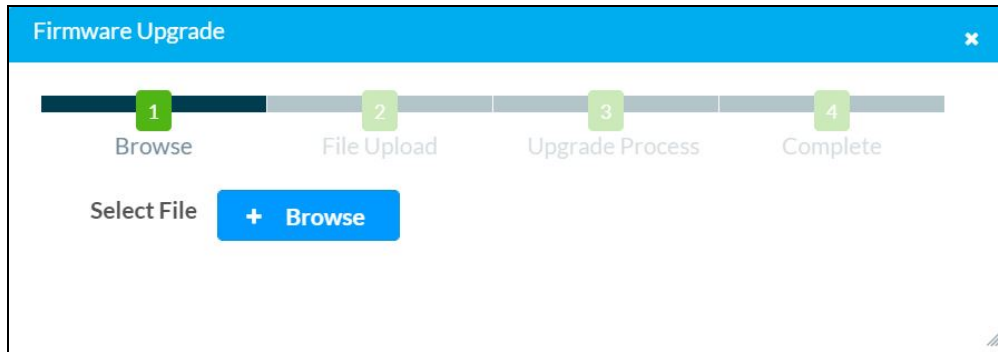 Firmware Upgrade
1 2 3 4
Browse File Upload Upgrade Process Complete
Select File + Browse